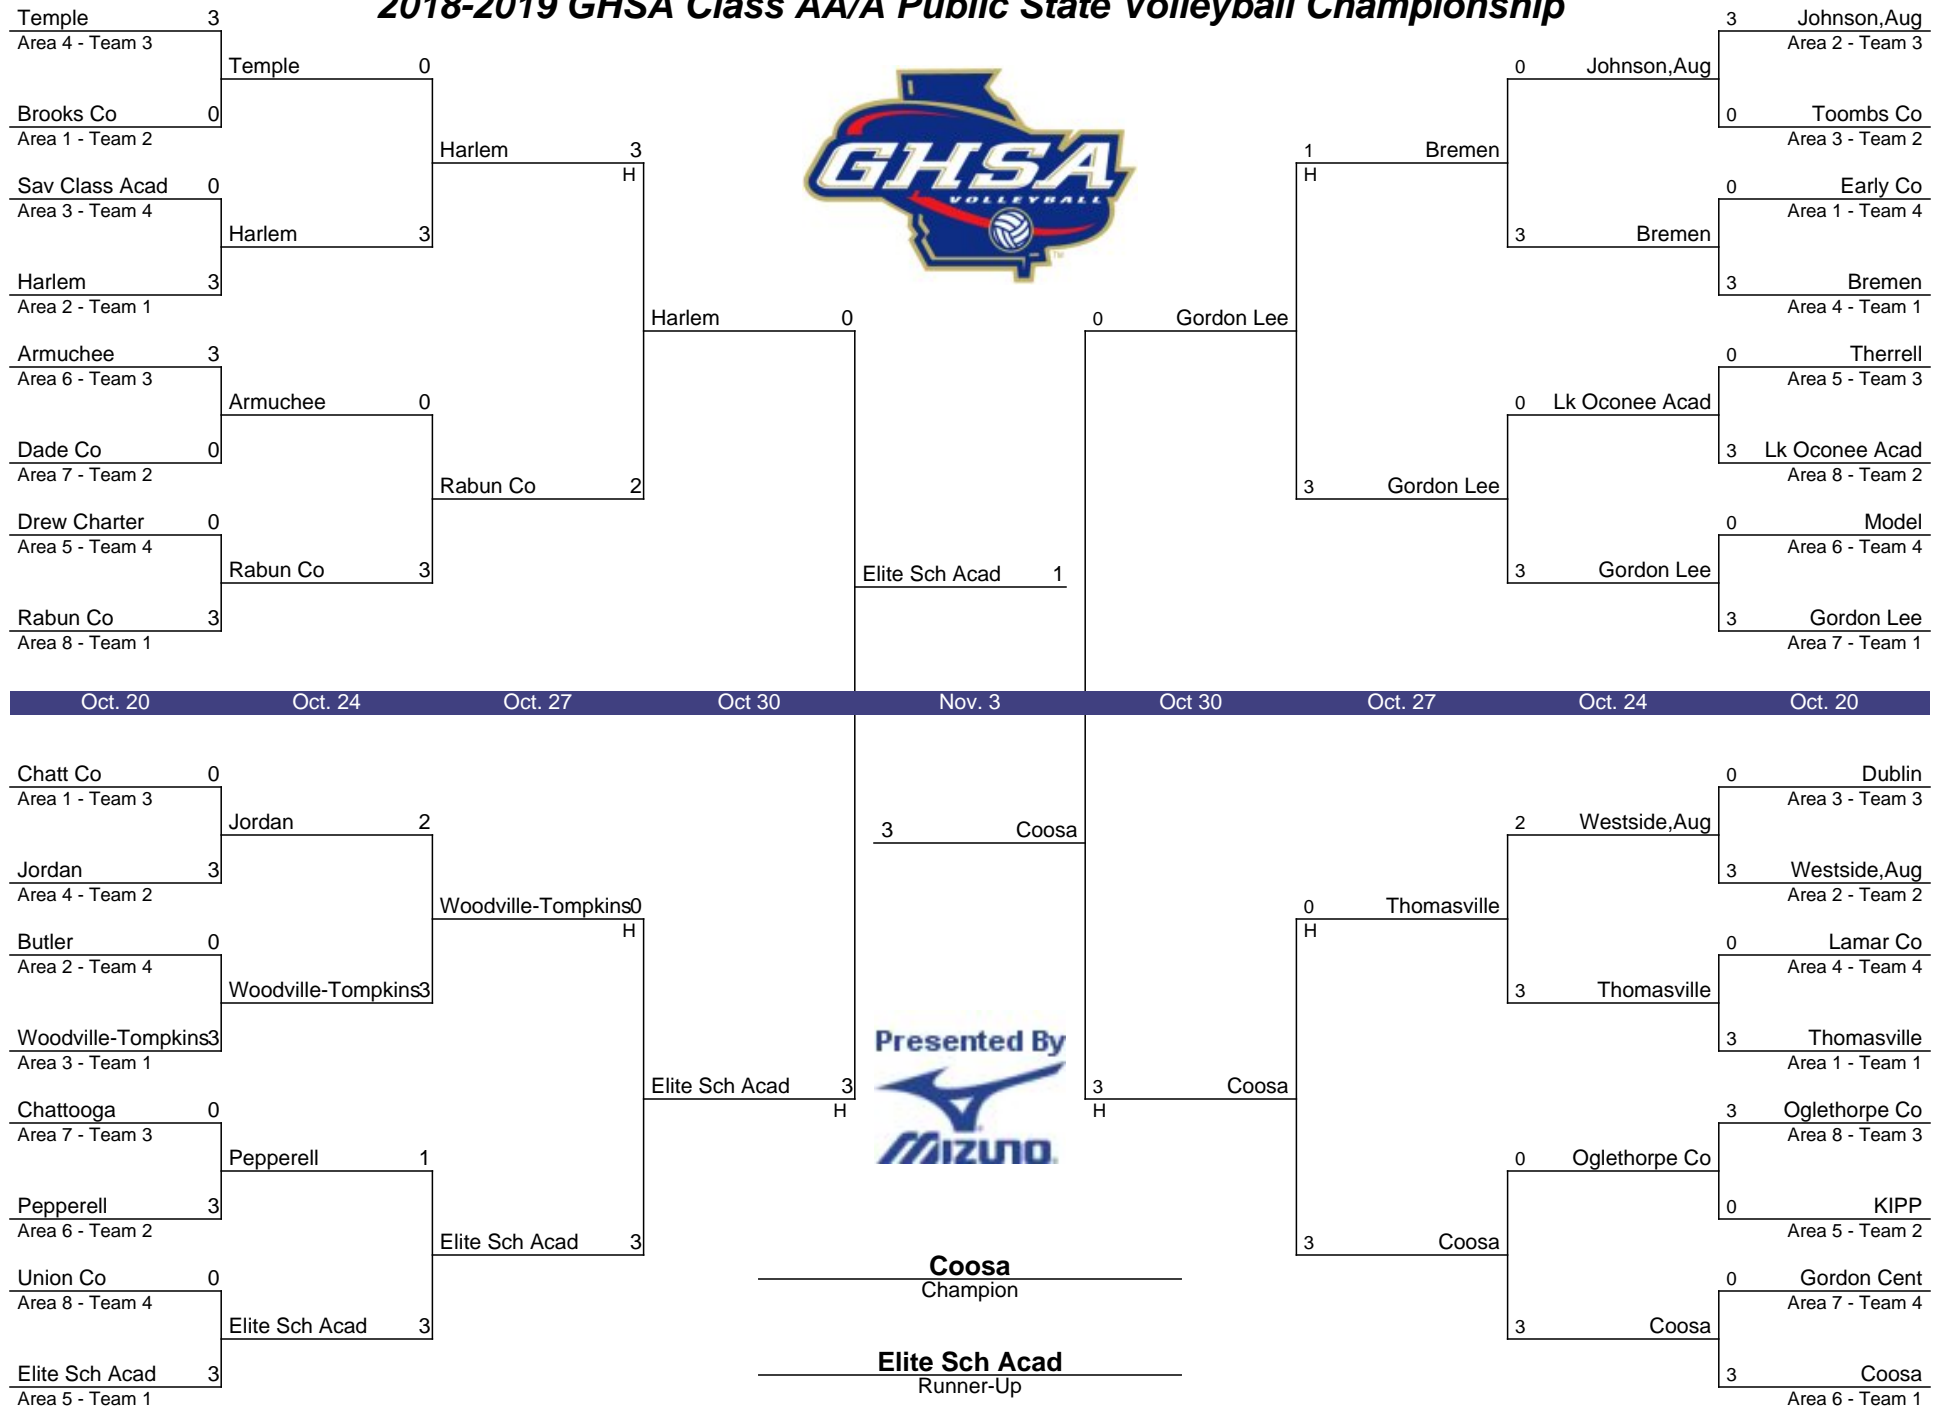 2018-2019 GHSA Class AA/A Public State Volleyball Championship
Temple 3
Area 4 - Team 3
Brooks Co 0
Area 1 - Team 2
Sav Class Acad 0
Area 3 - Team 4
Harlem 3
Area 2 - Team 1
Armuchee 3
Area 6 - Team 3
Dade Co 0
Area 7 - Team 2
Drew Charter 0
Area 5 - Team 4
Rabun Co 3
Area 8 - Team 1
Temple 0
Harlem 3
Armuchee 0
Rabun Co 3
Harlem 3
H
Rabun Co 2
Harlem 0
GHSA
VOLLEYBALL
TM
Elite Sch Acad 1
0 Gordon Lee
1 Bremen
H
3 Gordon Lee
0 Johnson,Aug
3 Bremen
0 Lk Oconee Acad
3 Gordon Lee
3 Johnson,Aug
Area 2 - Team 3
0 Toombs Co
Area 3 - Team 2
0 Early Co
Area 1 - Team 4
3 Bremen
Area 4 - Team 1
0 Therrell
Area 5 - Team 3
3 Lk Oconee Acad
Area 8 - Team 2
0 Model
Area 6 - Team 4
3 Gordon Lee
Area 7 - Team 1
Oct. 20 Oct. 24 Oct. 27 Oct 30 Nov. 3 Oct 30 Oct. 27 Oct. 24 Oct. 20
Chatt Co 0
Area 1 - Team 3
Jordan 3
Area 4 - Team 2
Butler 0
Area 2 - Team 4
Woodville-Tompkins3
Area 3 - Team 1
Chattooga 0
Area 7 - Team 3
Pepperell 3
Area 6 - Team 2
Union Co 0
Area 8 - Team 4
Elite Sch Acad 3
Area 5 - Team 1
Jordan 2
Woodville-Tompkins3
Pepperell 1
Elite Sch Acad 3
Woodville-Tompkins0
H
Elite Sch Acad 3
Elite Sch Acad 3
H
3 Coosa
Presented By
MIZUNO
Coosa
Champion
Elite Sch Acad
Runner-Up
3 Coosa
H
0 Thomasville
H
3 Coosa
2 Westside,Aug
3 Thomasville
0 Oglethorpe Co
3 Coosa
0 Dublin
Area 3 - Team 3
3 Westside,Aug
Area 2 - Team 2
0 Lamar Co
Area 4 - Team 4
3 Thomasville
Area 1 - Team 1
3 Oglethorpe Co
Area 8 - Team 3
0 KIPP
Area 5 - Team 2
0 Gordon Cent
Area 7 - Team 4
3 Coosa
Area 6 - Team 1